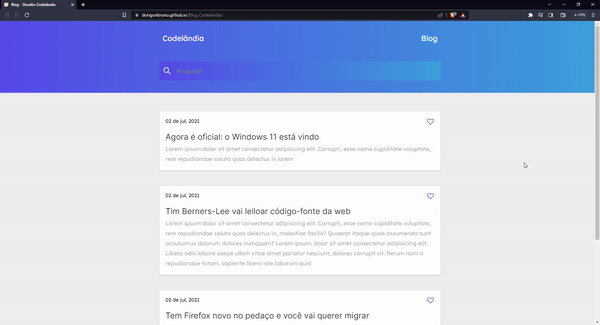 Blog - Desafio Codelândia
dongonbruno.github.io/Blog_Codelandia/
VPN
Codelândia
Blog
Pesquisar
02 de jul, 2021
Agora é oficial: o Windows 11 está vindo
Lorem ipsum dolor sit amet consectetur adipisicing elit. Corrupti, esse nemo cupiditate voluptate,
rem repudiandae soluta quas delectus in lorem
02 de jul, 2021
Tim Berners-Lee vai leiloar código-fonte da web
Lorem ipsum dolor sit amet consectetur adipisicing elit. Corrupti, esse nemo cupiditate voluptate,
rem repudiandae soluta quas delectus in, molestiae facilis? Quaerat itaque quae assumenda sunt
accusamus dolorum dolores numquam? Lorem ipsum, dolor sit amet consectetur adipisicing elit.
Libero odio labore saepe ullam vitae amet pariatur nesciunt, dolores corrupti sit. Rerum nam a
repudiandae totam, sapiente libero iste laborum quis!
02 de jul, 2021
Tem Firefox novo no pedaço e você vai querer migrar